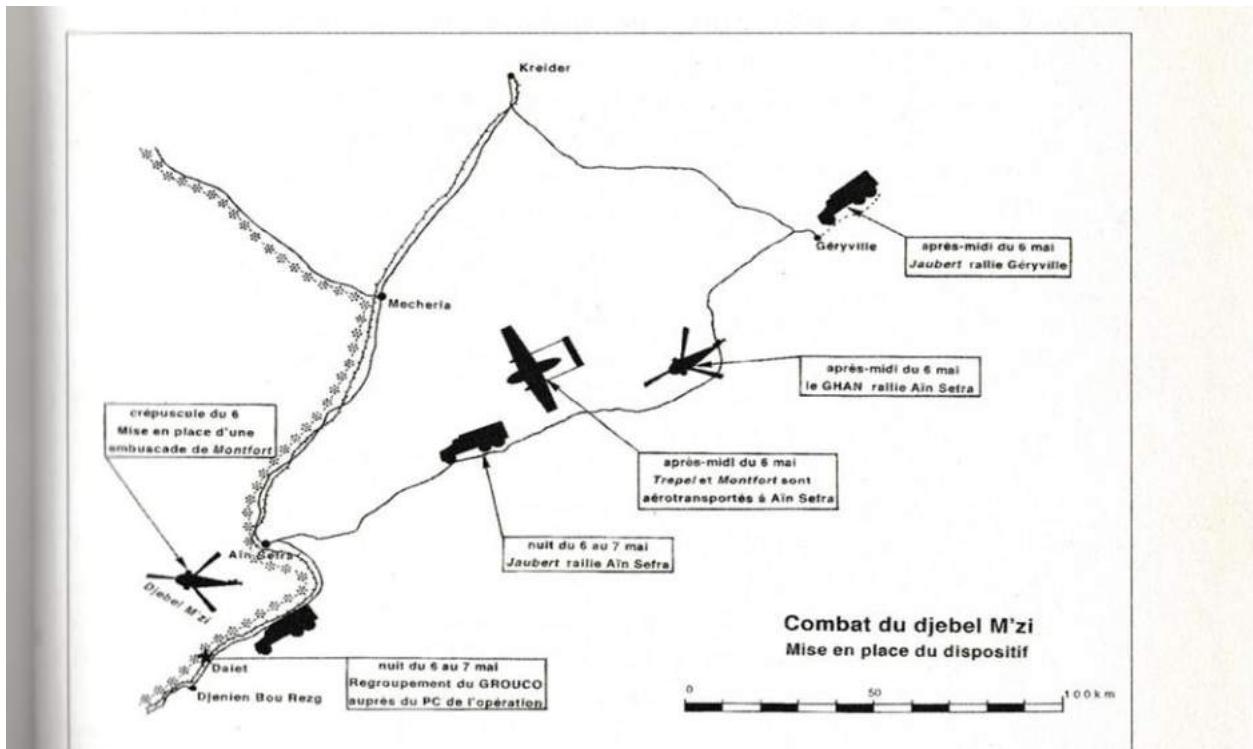 Kreider
Géryville
après-midi du 6 mai
Jaubert rallie Géryville
Mecheria
après-midi du 6 mai
le GHAN rallie Aïn Sefra
crépuscule du 6
Mise en place d'une
embuscade de Montfort
après-midi du 6 mai
Trepel et Montfort sont
aérotransportés à Aïn Sefra
nuit du 6 au 7 mai
Jaubert rallie Aïn Sefra
Aïn Sefra
Djebel M'zi
Combat du djebel M'zi
Mise en place du dispositif
Dalet
nuit du 6 au 7 mai
Regroupement du GROUCO
auprès du PC de l'opération
Djenien Bou Rezg
0 50 100km